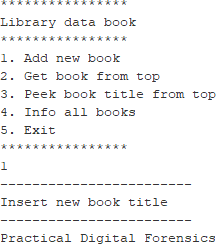 ****************
Library data book
****************
1. Add new book
2. Get book from top
3. Peek book title from top
4. Info all books
5. Exit
****************
1
------------------------
Insert new book title
------------------------
Practical Digital Forensics